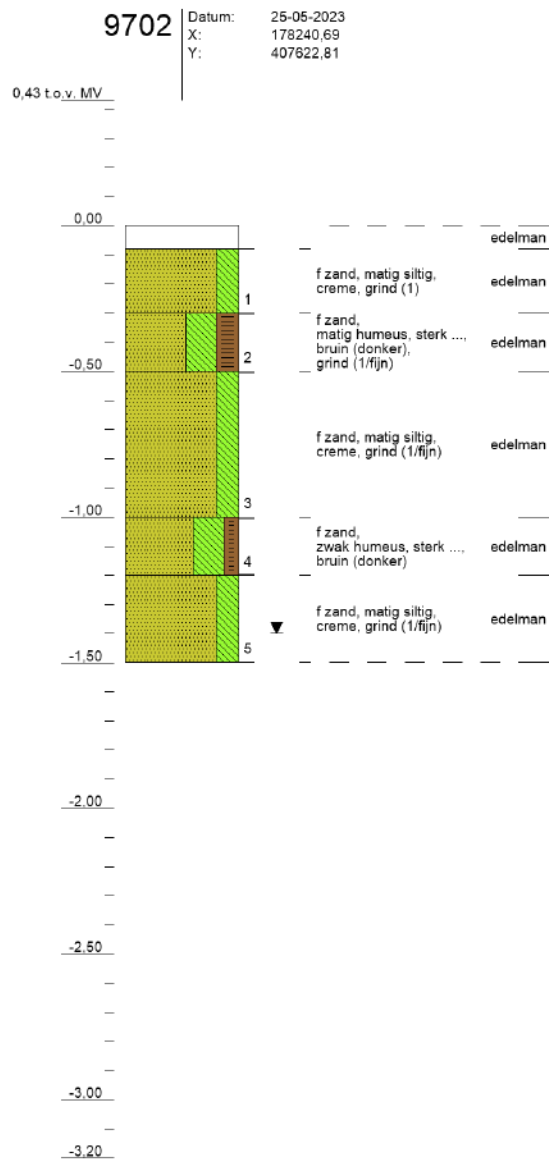 9702
Datum: 25-05-2023
X: 178240,69
Y: 407622,81
0,43 t.o.v. MV
0,00
edelman
f zand, matig siltig,
creme, grind (1)
edelman
1
f zand,
matig humeus, sterk ...,
bruin (donker),
grind (1/fijn)
edelman
2
-0,50
f zand, matig siltig,
creme, grind (1/fijn)
edelman
3
-1,00
f zand,
zwak humeus, sterk ...,
bruin (donker)
edelman
4
f zand, matig siltig,
creme, grind (1/fijn)
edelman
5
-1,50
-2,00
-2,50
-3,00
-3,20